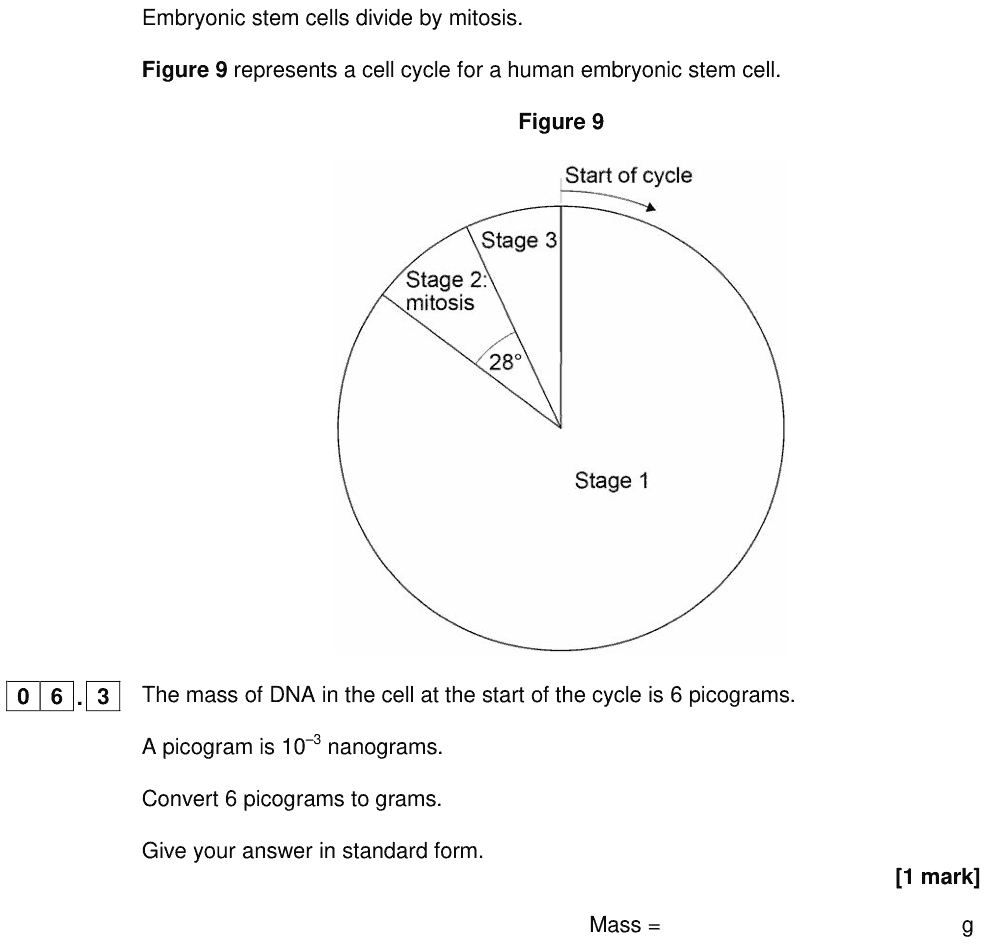 Embryonic stem cells divide by mitosis.
Figure 9 represents a cell cycle for a human embryonic stem cell.
Figure 9
Start of cycle
Stage 3
Stage 2:
mitosis
28°
Stage 1
0 6 . 3 The mass of DNA in the cell at the start of the cycle is 6 picograms.
A picogram is 10⁻³ nanograms.
Convert 6 picograms to grams.
Give your answer in standard form.
[1 mark]
Mass = g